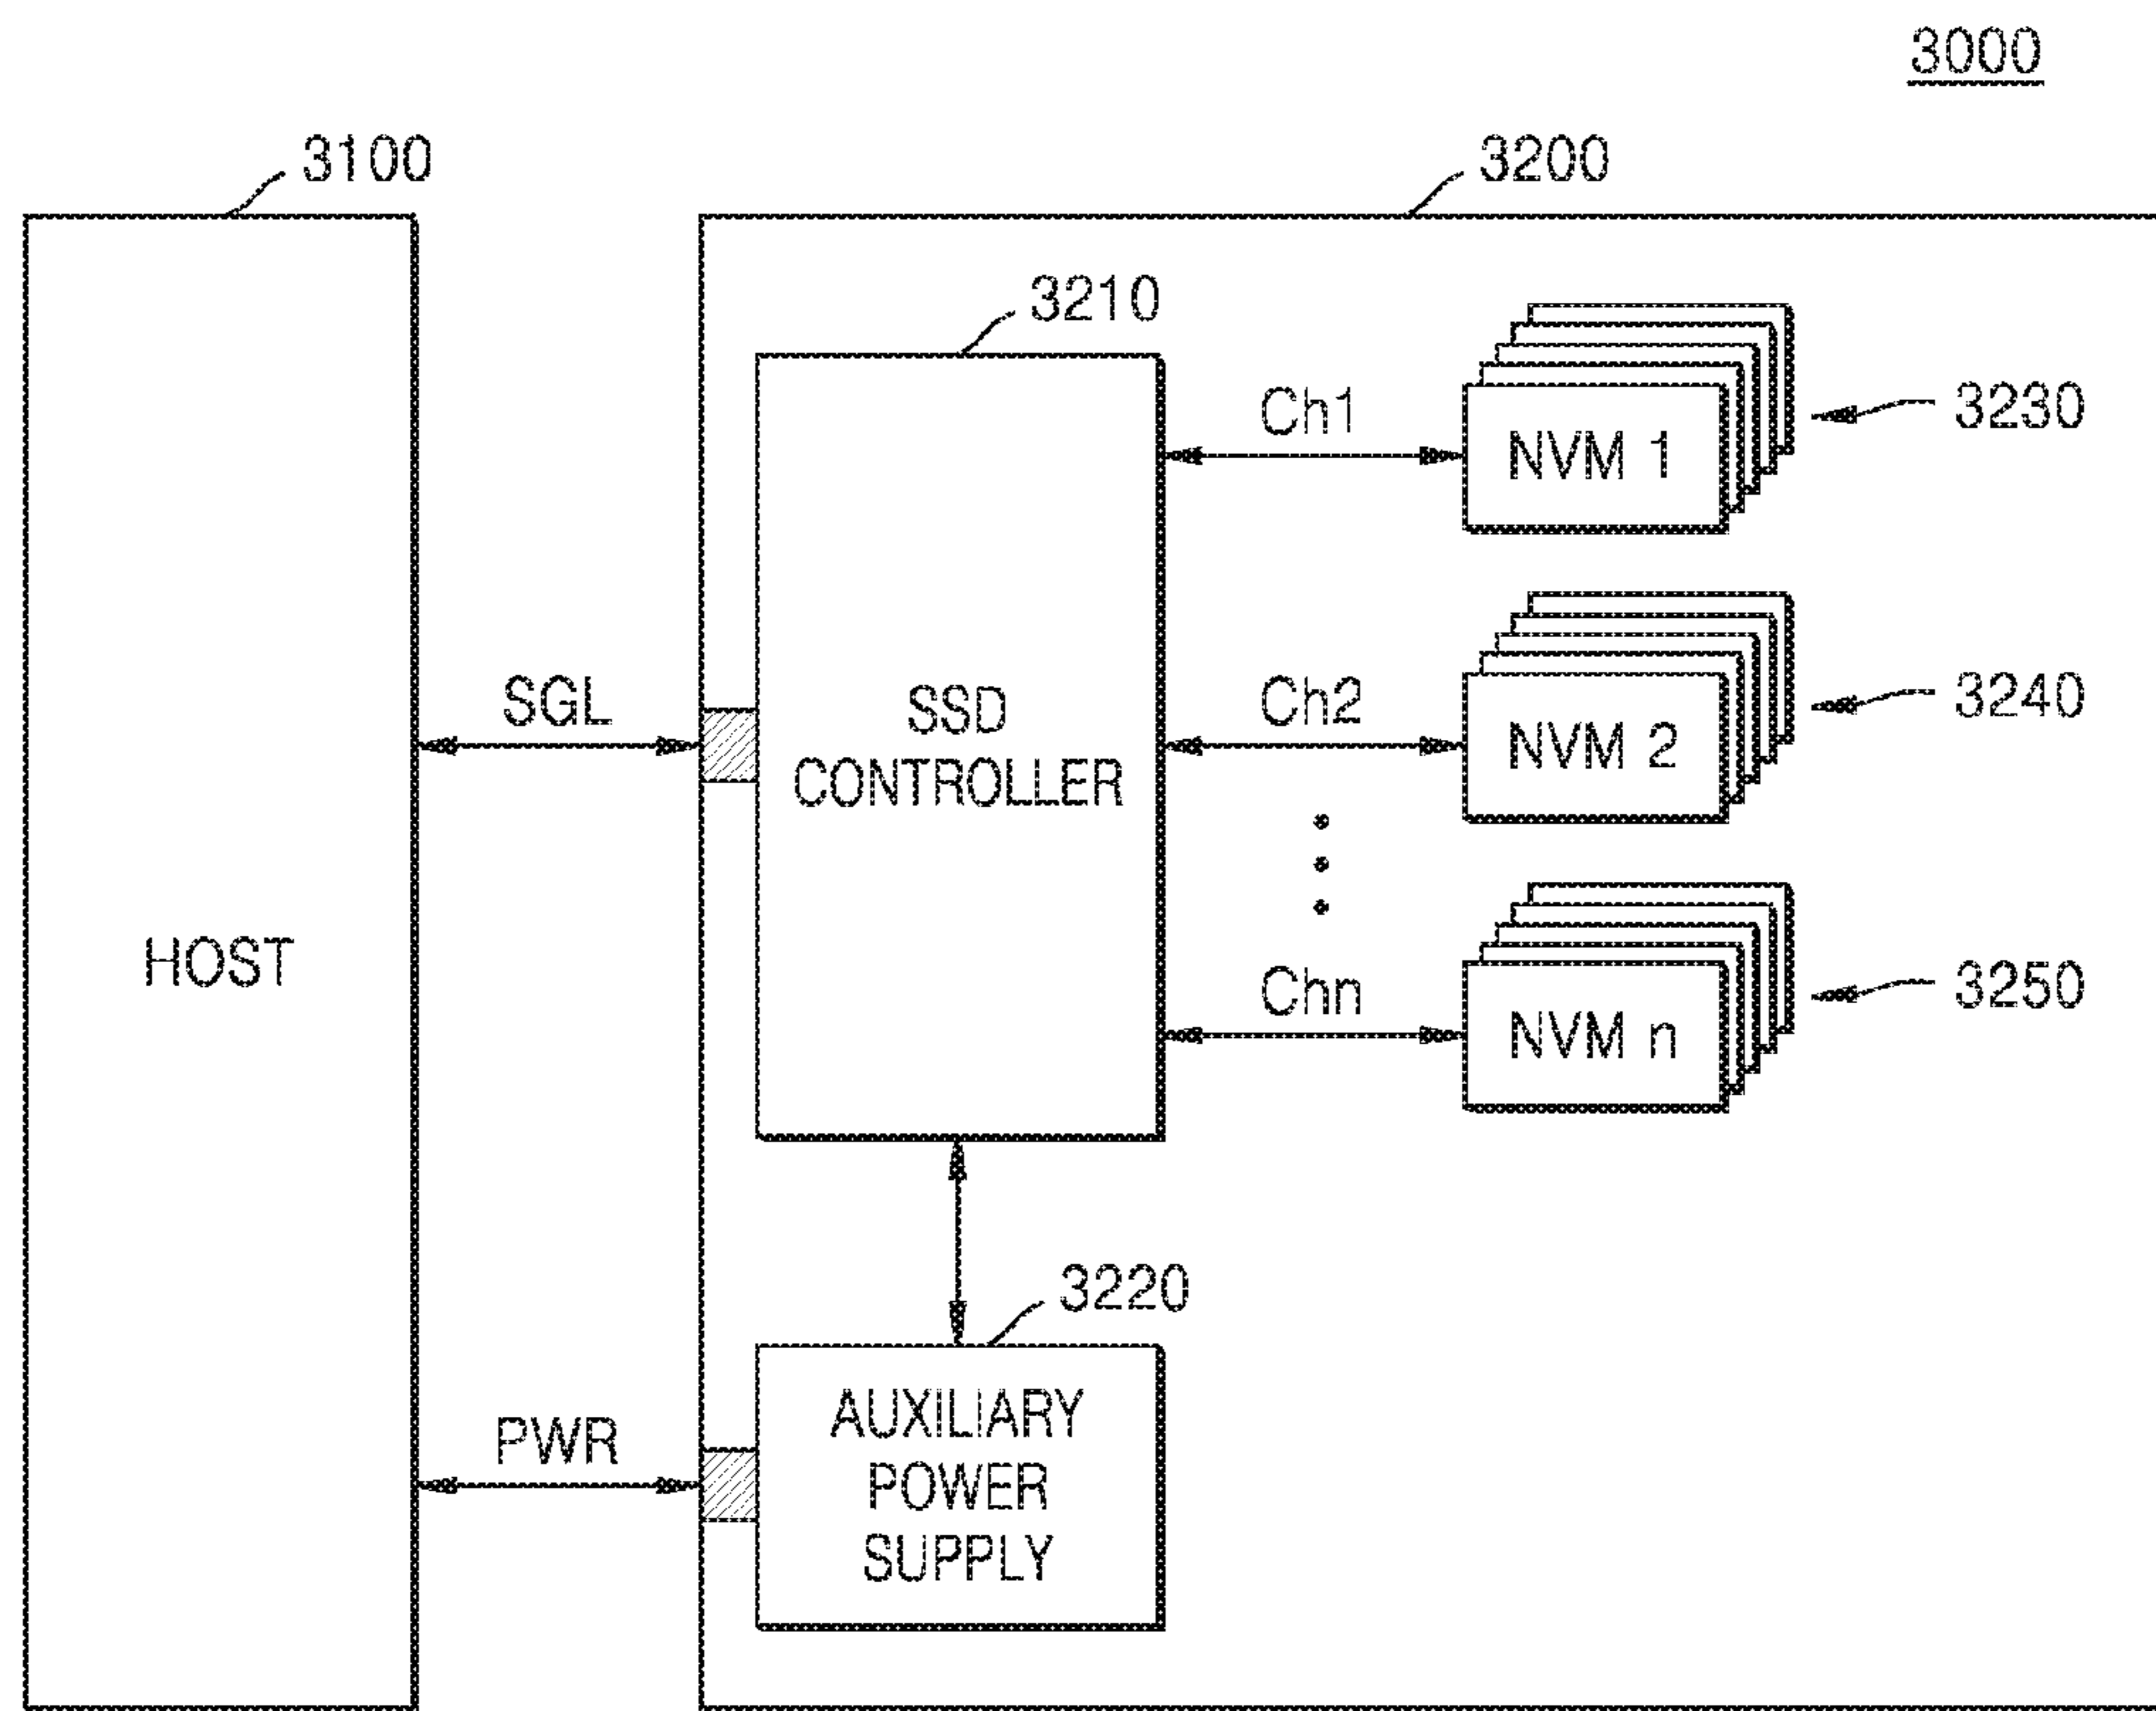 3000
3100
3200
3210
Ch1
NVM 1
3230
SGL
SSD
CONTROLLER
Ch2
NVM 2
3240
HOST
Chn
NVM n
3250
3220
PWR
AUXILIARY
POWER
SUPPLY